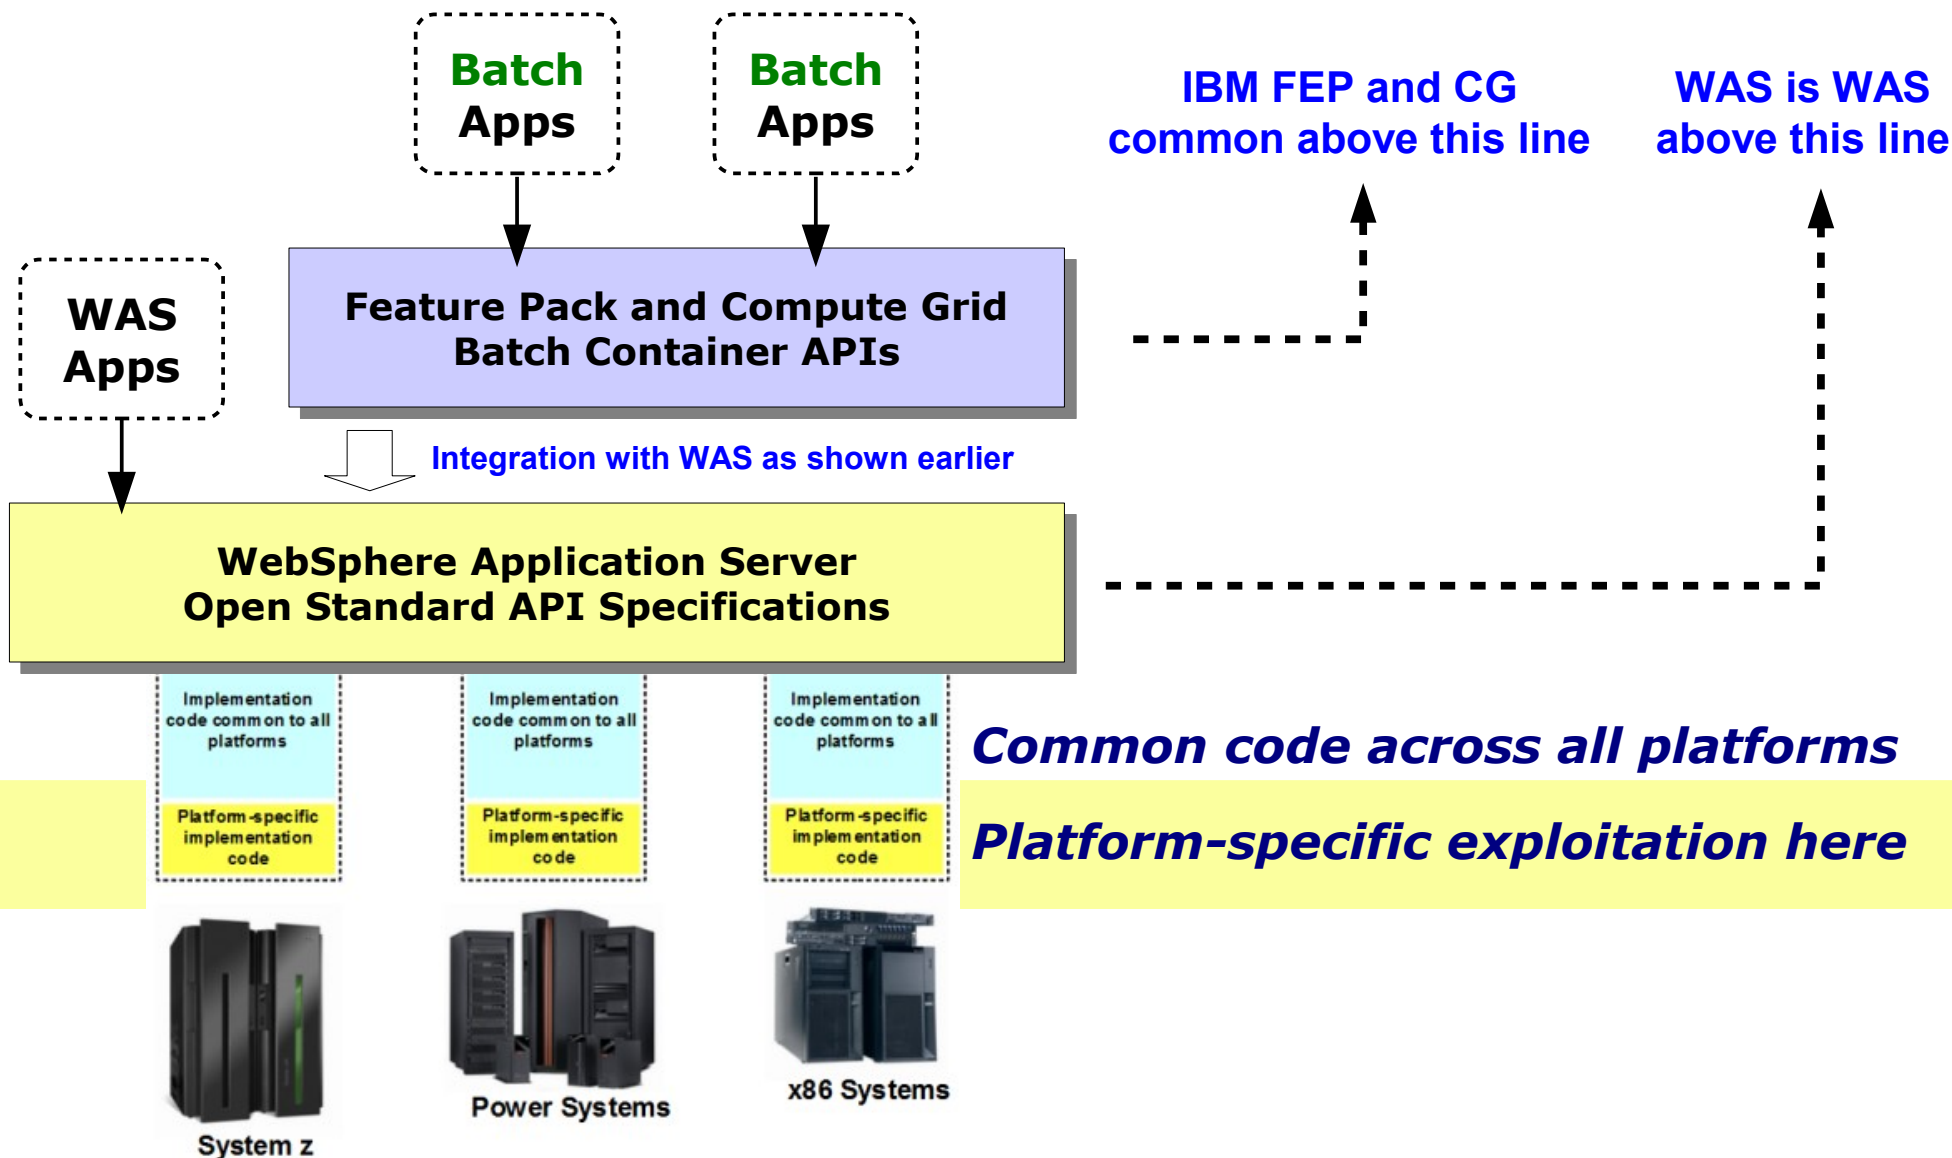 Batch
Apps
Batch
Apps
IBM FEP and CG
common above this line
WAS is WAS
above this line
WAS
Apps
Feature Pack and Compute Grid
Batch Container APIs
Integration with WAS as shown earlier
WebSphere Application Server
Open Standard API Specifications
Implementation
code common to all
platforms
Implementation
code common to all
platforms
Implementation
code common to all
platforms
Common code across all platforms
Platform-specific
implementation
code
Platform-specific
implementation
code
Platform-specific
implementation
code
Platform-specific exploitation here
System z
Power Systems
x86 Systems